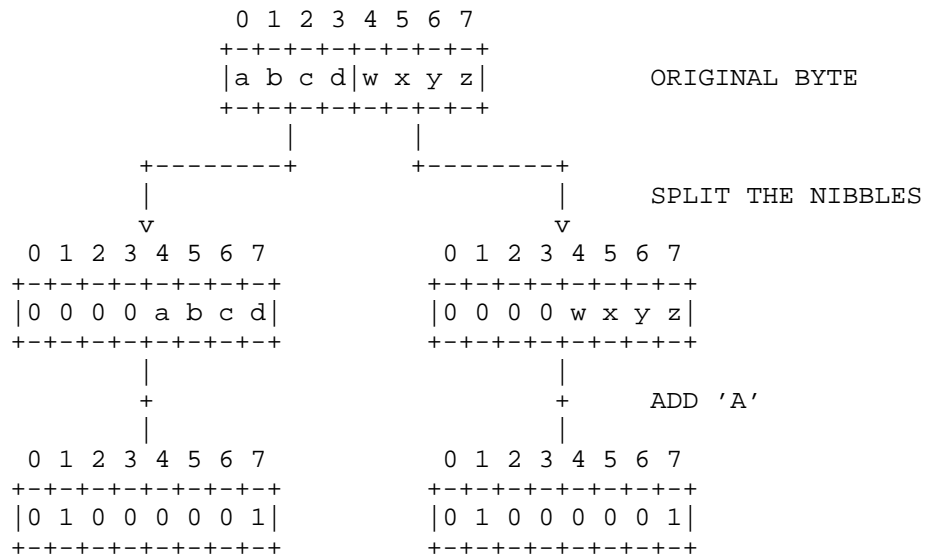 0 1 2 3 4 5 6 7
               +-+-+-+-+-+-+-+-+
               |a b c d|w x y z|          ORIGINAL BYTE
               +-+-+-+-+-+-+-+-+
                   |       |
          +--------+       +--------+
          |                         |     SPLIT THE NIBBLES
          v                         v
   0 1 2 3 4 5 6 7           0 1 2 3 4 5 6 7
  +-+-+-+-+-+-+-+-+         +-+-+-+-+-+-+-+-+
  |0 0 0 0 a b c d|         |0 0 0 0 w x y z|
  +-+-+-+-+-+-+-+-+         +-+-+-+-+-+-+-+-+
          |                         |
          +                         +     ADD 'A'
          |                         |
   0 1 2 3 4 5 6 7           0 1 2 3 4 5 6 7
  +-+-+-+-+-+-+-+-+         +-+-+-+-+-+-+-+-+
  |0 1 0 0 0 0 0 1|         |0 1 0 0 0 0 0 1|
  +-+-+-+-+-+-+-+-+         +-+-+-+-+-+-+-+-+